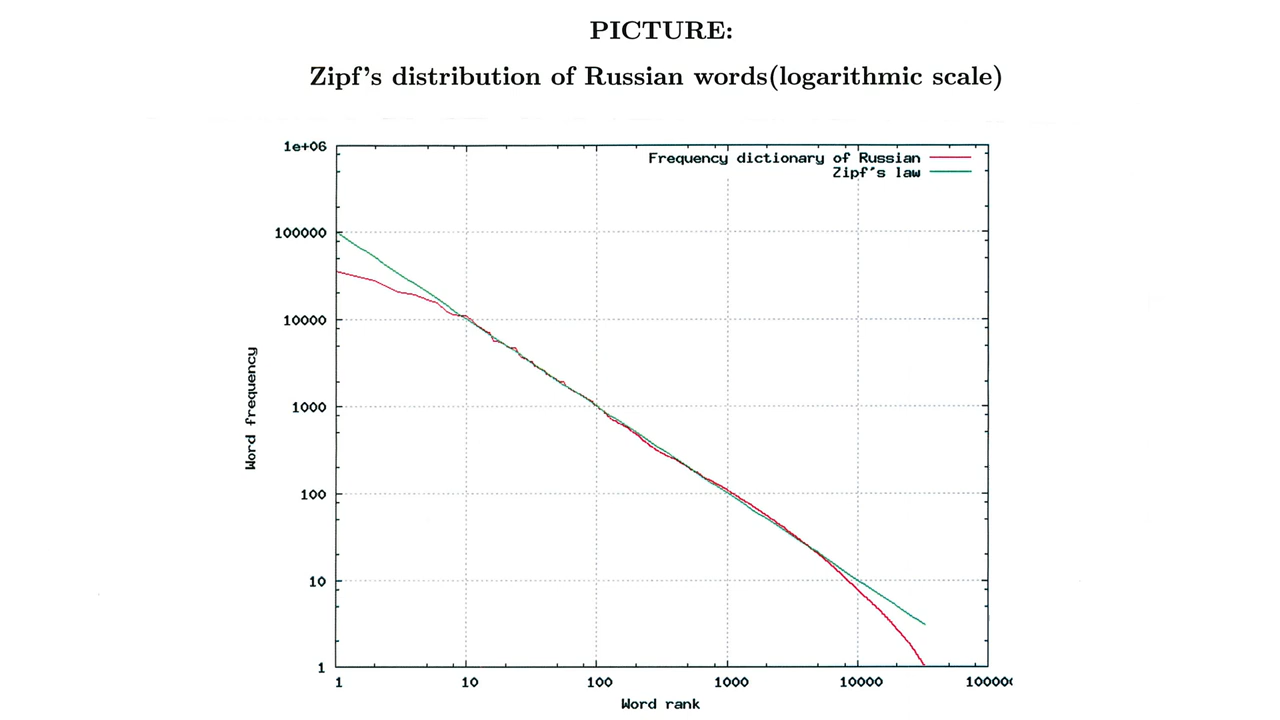 PICTURE:
Zipf's distribution of Russian words(logarithmic scale)
1e+06
Frequency dictionary of Russian
Zipf's law
100000
10000
Word frequency
1000
100
10
1
1 10 100 1000 10000 100000
Word rank